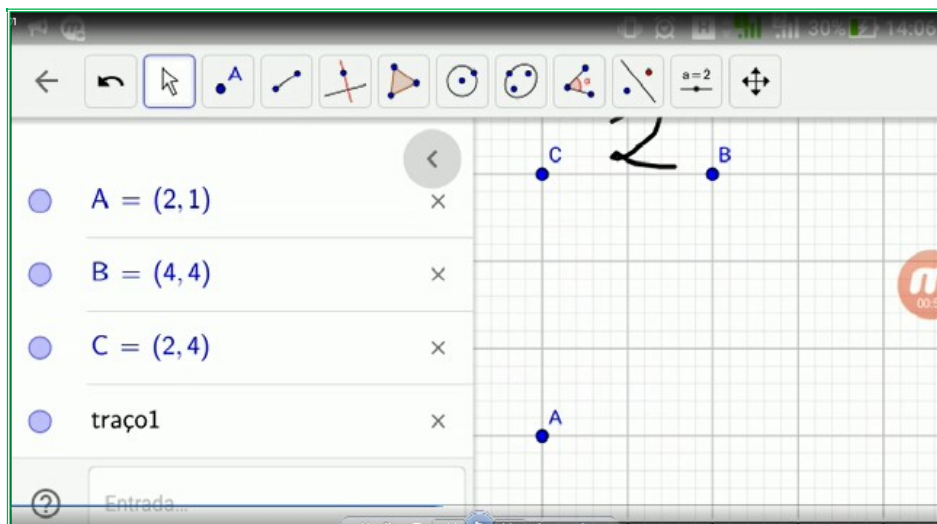 30% 14:06
A a=2
A = (2,1) ×
B = (4,4) ×
C = (2,4) ×
traço1 ×
? Entrada...
2
C B
A